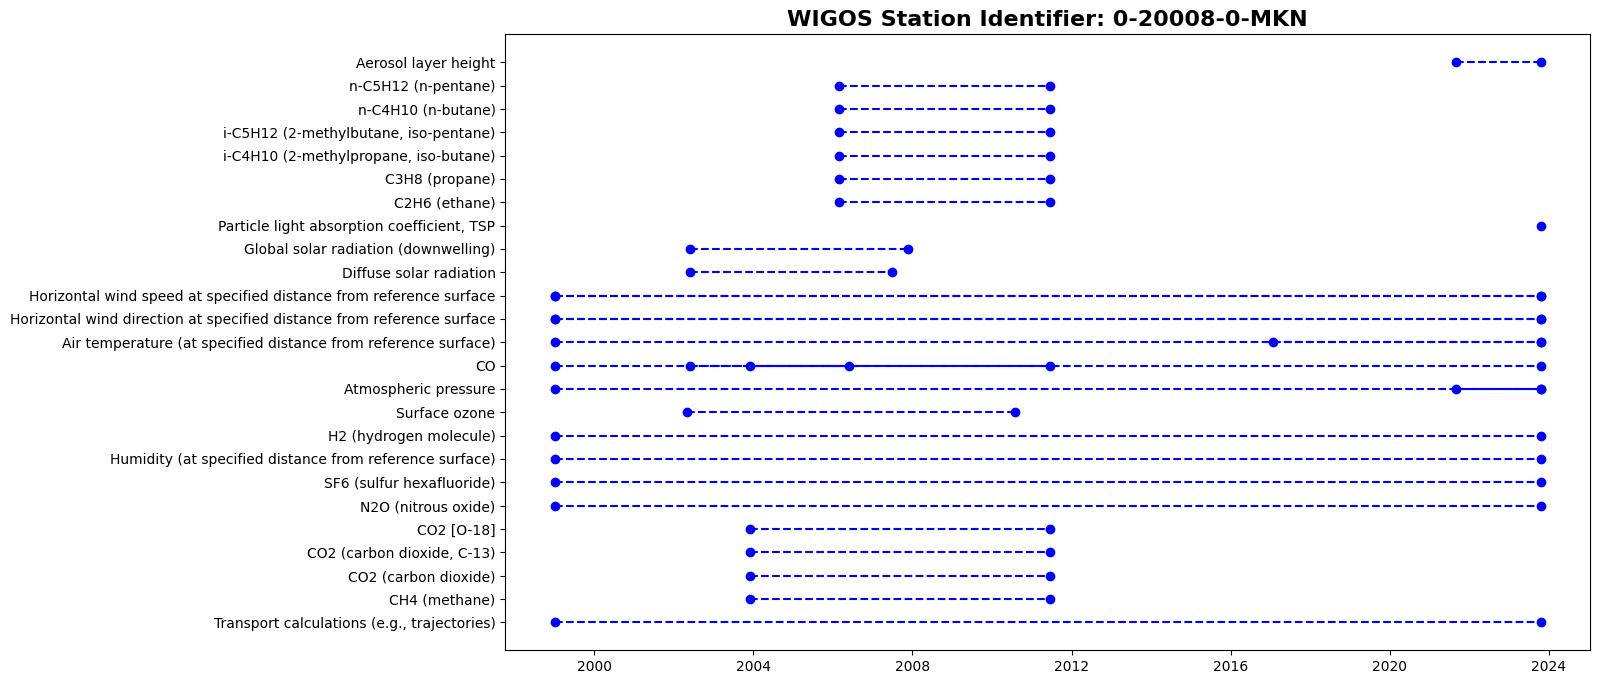 WIGOS Station Identifier: 0-20008-0-MKN
Aerosol layer height
n-C5H12 (n-pentane)
n-C4H10 (n-butane)
i-C5H12 (2-methylbutane, iso-pentane)
i-C4H10 (2-methylpropane, iso-butane)
C3H8 (propane)
C2H6 (ethane)
Particle light absorption coefficient, TSP
Global solar radiation (downwelling)
Diffuse solar radiation
Horizontal wind speed at specified distance from reference surface
Horizontal wind direction at specified distance from reference surface
Air temperature (at specified distance from reference surface)
CO
Atmospheric pressure
Surface ozone
H2 (hydrogen molecule)
Humidity (at specified distance from reference surface)
SF6 (sulfur hexafluoride)
N2O (nitrous oxide)
CO2 [O-18]
CO2 (carbon dioxide, C-13)
CO2 (carbon dioxide)
CH4 (methane)
Transport calculations (e.g., trajectories)
2000 2004 2008 2012 2016 2020 2024